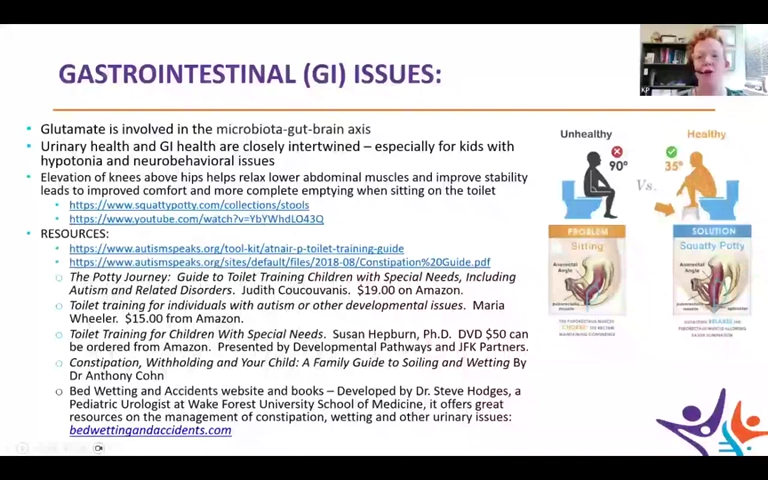 GASTROINTESTINAL (GI) ISSUES:
KP
Glutamate is involved in the microbiota-gut-brain axis
Urinary health and GI health are closely intertwined – especially for kids with
hypotonia and neurobehavioral issues
Elevation of knees above hips helps relax lower abdominal muscles and improve stability
leads to improved comfort and more complete emptying when sitting on the toilet
https://www.squattypotty.com/collections/stools
https://www.youtube.com/watch?v=YbYWhdLO43Q
RESOURCES:
https://www.autismspeaks.org/tool-kit/atnair-p-toilet-training-guide
https://www.autismspeaks.org/sites/default/files/2018-08/Constipation%20Guide.pdf
The Potty Journey: Guide to Toilet Training Children with Special Needs, Including
Autism and Related Disorders. Judith Coucouvanis. $19.00 on Amazon.
Toilet training for individuals with autism or other developmental issues. Maria
Wheeler. $15.00 from Amazon.
Toilet Training for Children With Special Needs. Susan Hepburn, Ph.D. DVD $50 can
be ordered from Amazon. Presented by Developmental Pathways and JFK Partners.
Constipation, Withholding and Your Child: A Family Guide to Soiling and Wetting By
Dr Anthony Cohn
Bed Wetting and Accidents website and books – Developed by Dr. Steve Hodges, a
Pediatric Urologist at Wake Forest University School of Medicine, it offers great
resources on the management of constipation, wetting and other urinary issues:
bedwettingandaccidents.com
Unhealthy
Healthy
90°
Vs.
35°
PROBLEM
Sitting
Anorectal
Angle
SOLUTION
Squatty Potty
Anorectal
Angle